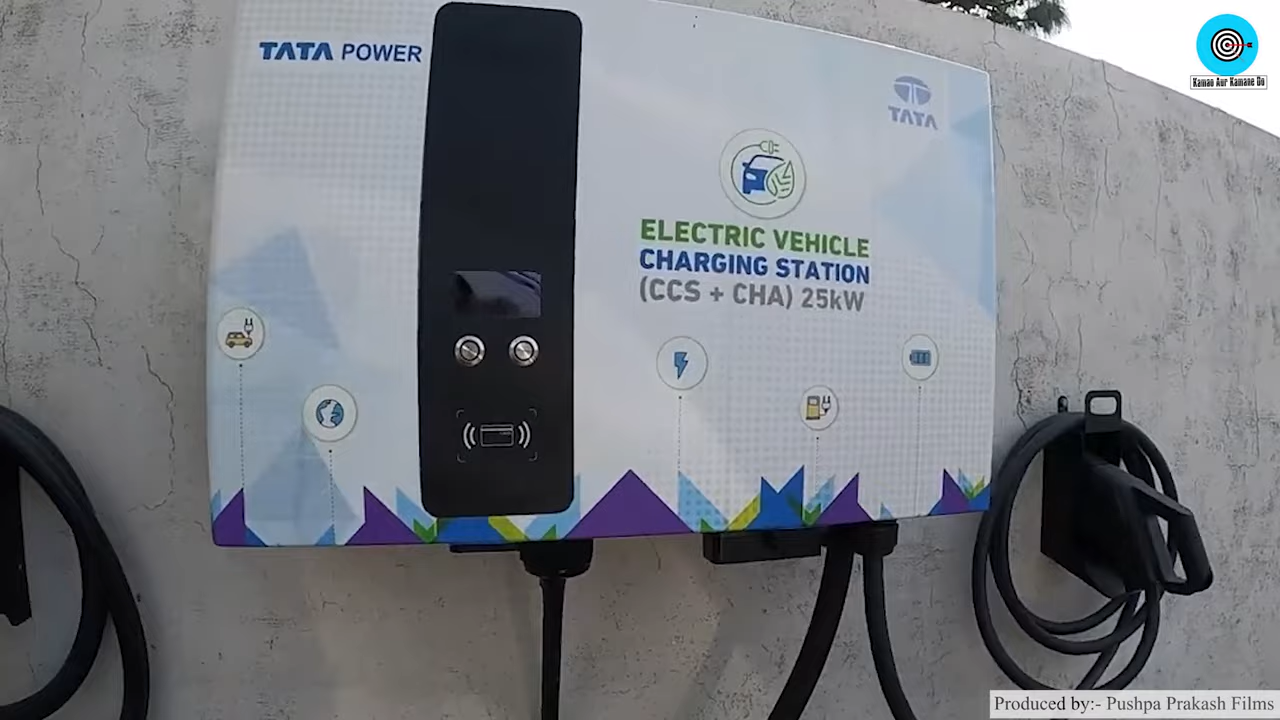 TATA POWER
TATA
ELECTRIC VEHICLE
CHARGING STATION
(CCS + CHA) 25kW
Kamao Aur Kamane Do
Produced by:- Pushpa Prakash Films